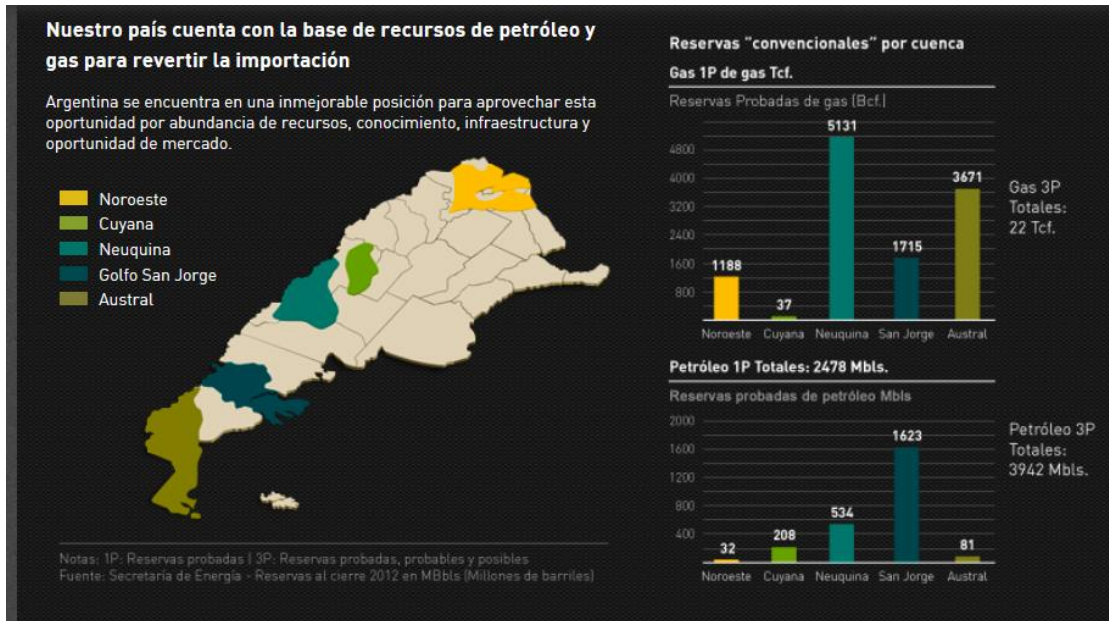 Nuestro país cuenta con la base de recursos de petróleo y
gas para revertir la importación
Argentina se encuentra en una inmejorable posición para aprovechar esta
oportunidad por abundancia de recursos, conocimiento, infraestructura y
oportunidad de mercado.
Noroeste
Cuyana
Neuquina
Golfo San Jorge
Austral
Notas: 1P: Reservas probadas | 3P: Reservas probadas, probables y posibles
Fuente: Secretaría de Energía - Reservas al cierre 2012 en MBbls (Millones de barriles)
Reservas "convencionales" por cuenca
Gas 1P de gas Tcf.
Reservas Probadas de gas (Bcf.)
4800
4000
3200
2400
1600
800
1188
37
5131
1715
3671
Noroeste Cuyana Neuquina San Jorge Austral
Gas 3P
Totales:
22 Tcf.
Petróleo 1P Totales: 2478 Mbls.
Reservas probadas de petróleo Mbls
2000
1600
1200
800
400
32
208
534
1623
81
Noroeste Cuyana Neuquina San Jorge Austral
Petróleo 3P
Totales:
3942 Mbls.